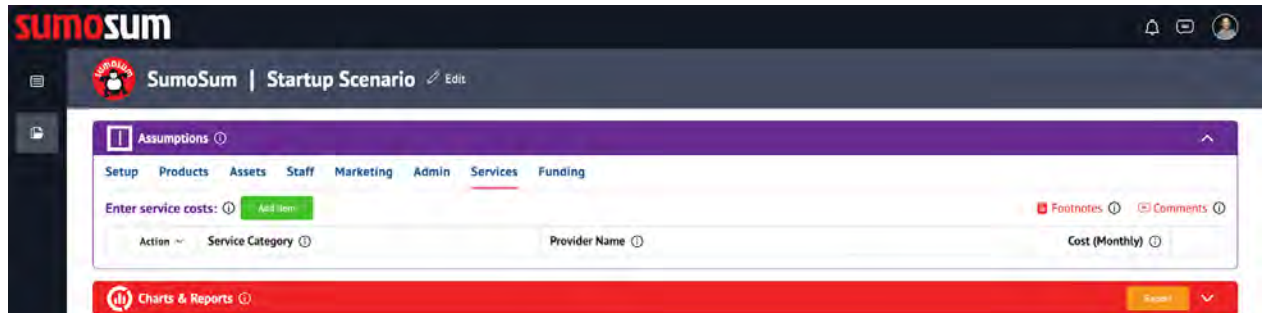 sumosum
sumosum
SumoSum | Startup Scenario Edit
Assumptions
Setup Products Assets Staff Marketing Admin Services Funding
Enter service costs: Add Item Footnotes Comments
Action Service Category Provider Name Cost (Monthly)
Charts & Reports